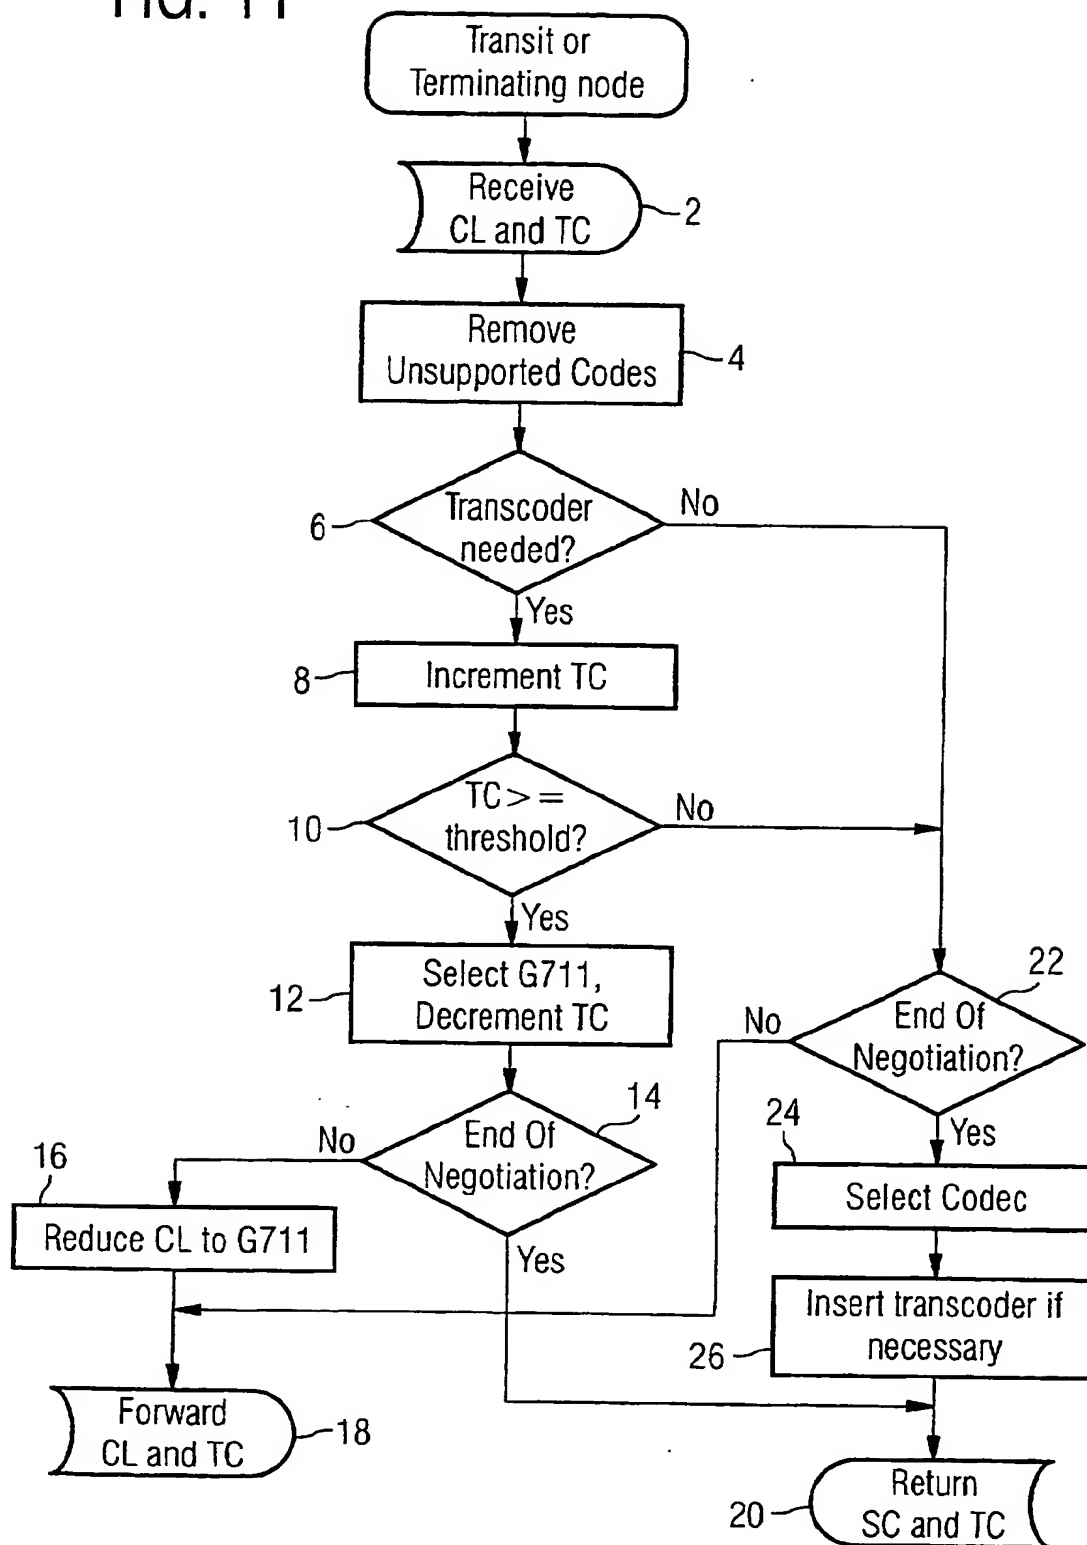 Transit or
Terminating node
Receive
CL and TC
2
Remove
Unsupported Codes
4
6
Transcoder
needed?
No
Yes
8
Increment TC
10
TC > =
threshold?
No
Yes
12
Select G711,
Decrement TC
22
No
End Of
Negotiation?
14
No
End Of
Negotiation?
24
Yes
16
Select Codec
Reduce CL to G711
Yes
Insert transcoder if
necessary
26
Forward
CL and TC
18
Return
SC and TC
20